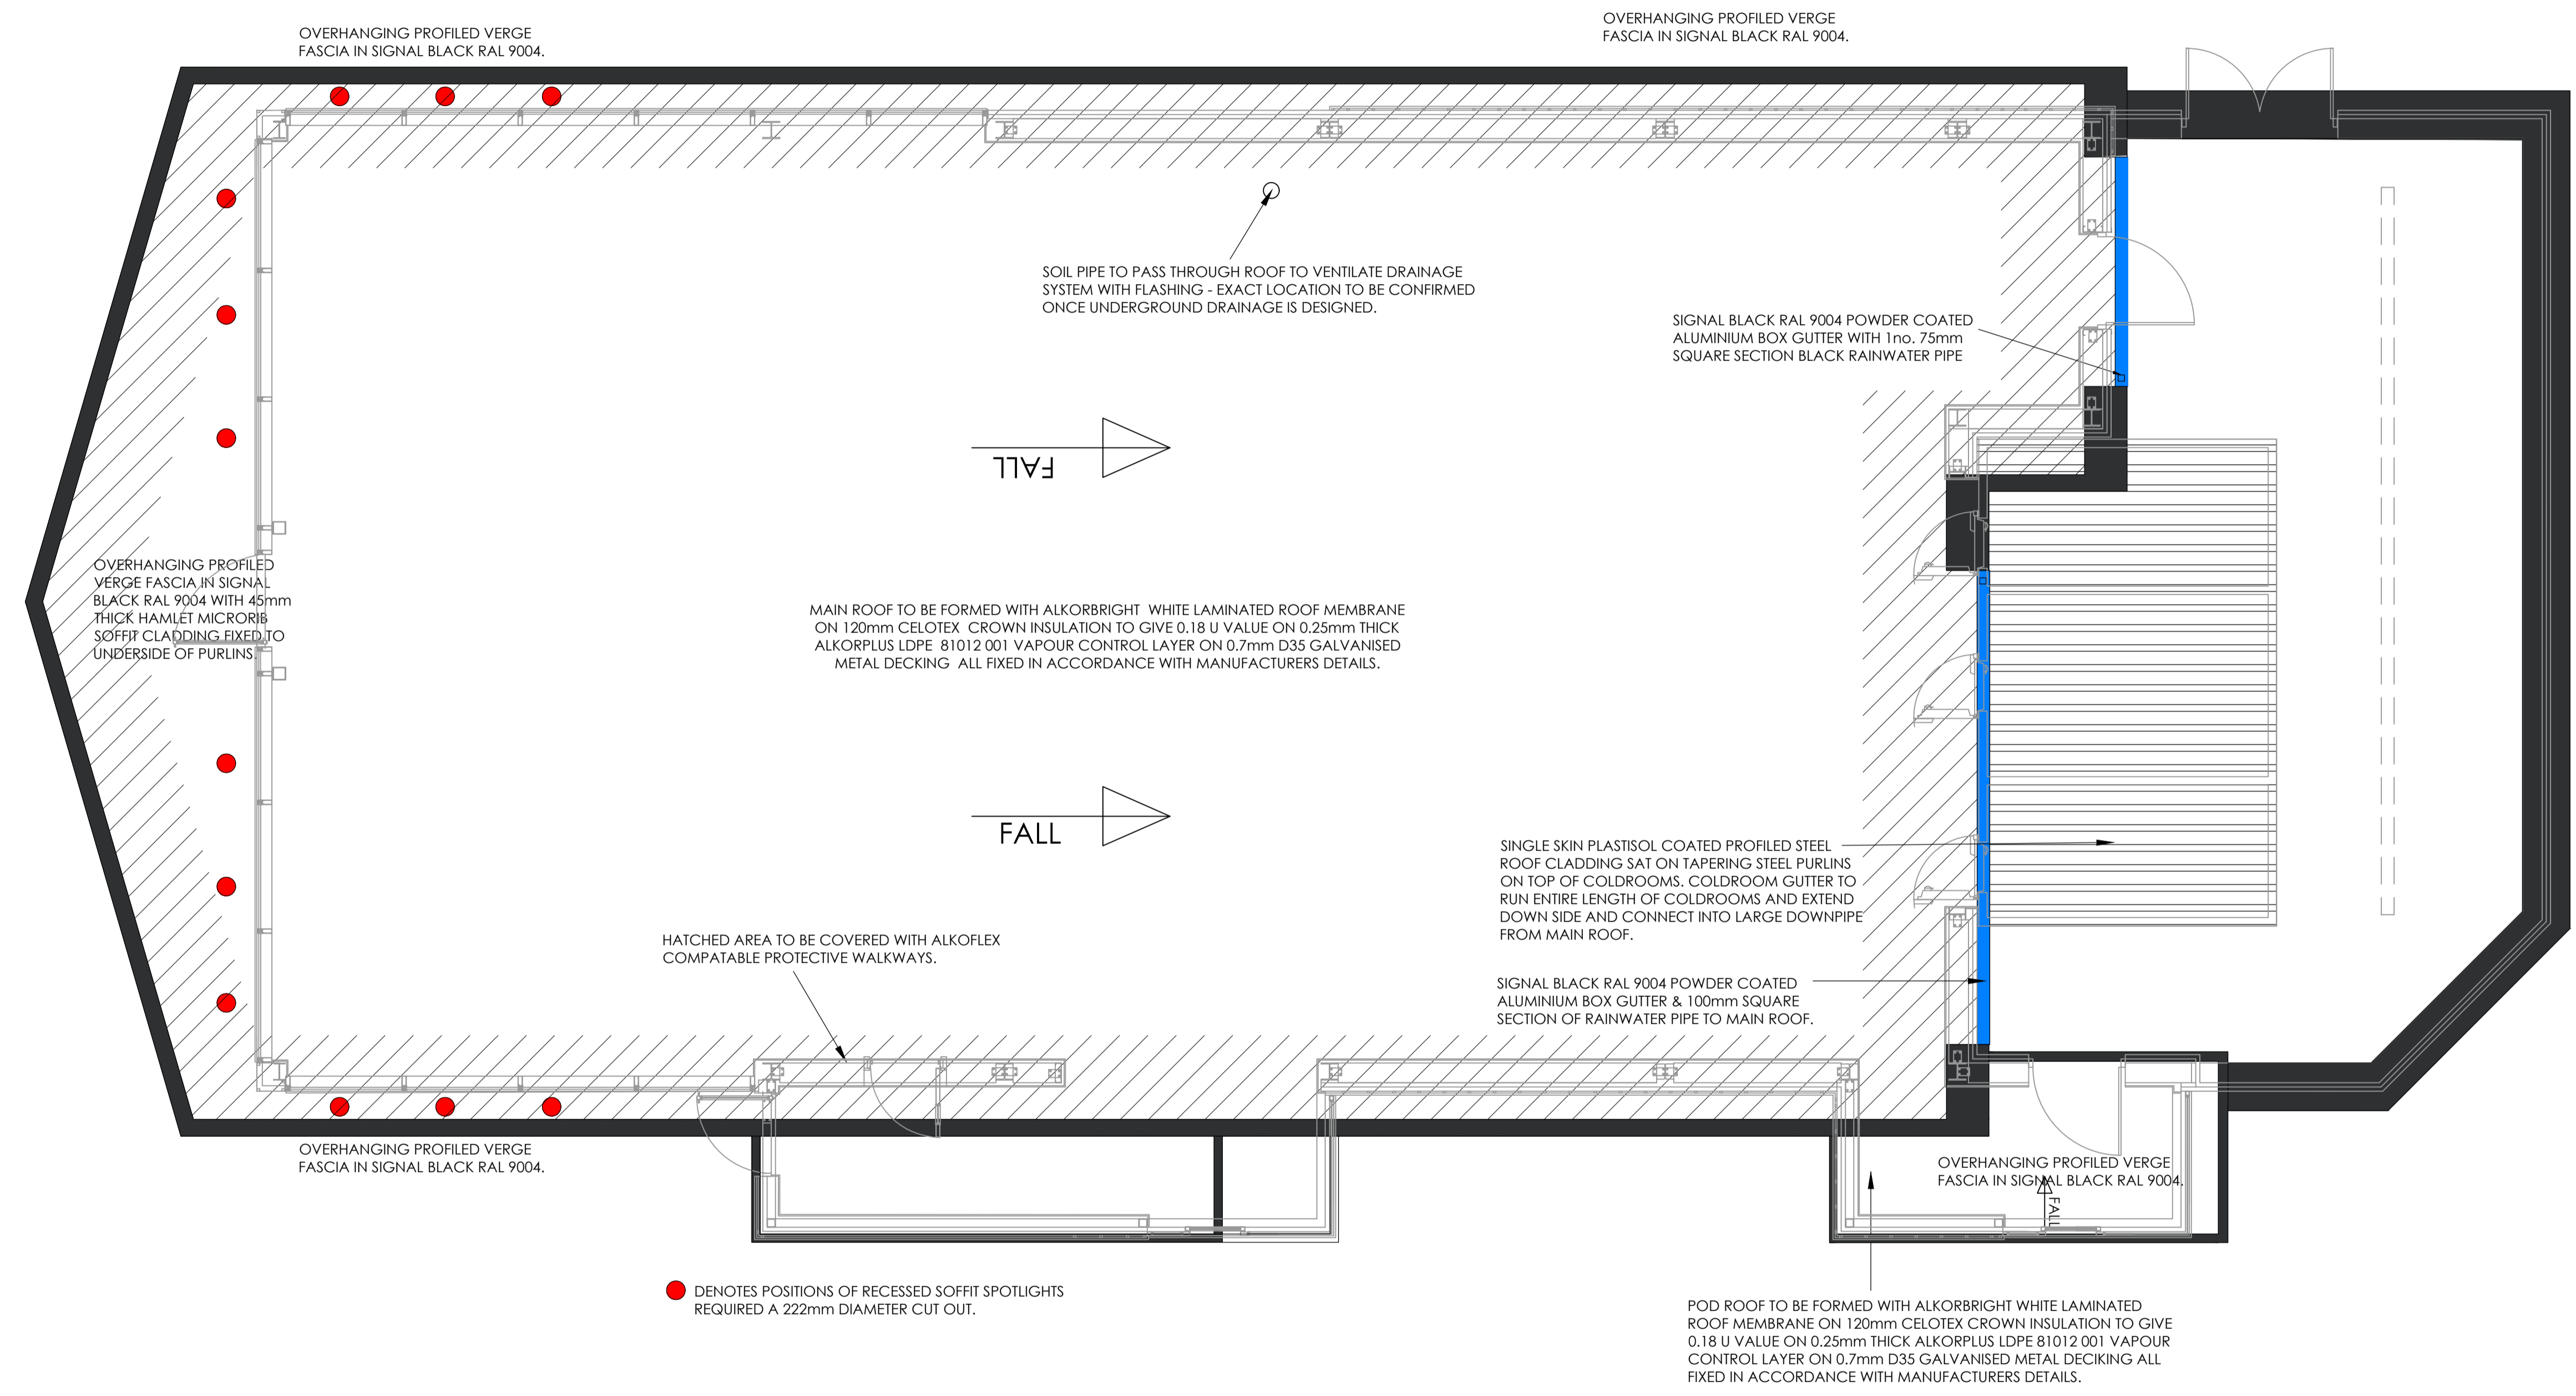 OVERHANGING PROFILED VERGE
FASCIA IN SIGNAL BLACK RAL 9004.
OVERHANGING PROFILED VERGE
FASCIA IN SIGNAL BLACK RAL 9004.
SOIL PIPE TO PASS THROUGH ROOF TO VENTILATE DRAINAGE
SYSTEM WITH FLASHING - EXACT LOCATION TO BE CONFIRMED
ONCE UNDERGROUND DRAINAGE IS DESIGNED.
SIGNAL BLACK RAL 9004 POWDER COATED
ALUMINIUM BOX GUTTER WITH 1no. 75mm
SQUARE SECTION BLACK RAINWATER PIPE
FALL
OVERHANGING PROFILED
VERGE FASCIA IN SIGNAL
BLACK RAL 9004 WITH 45mm
THICK HAMLET MICRORIB
SOFFIT CLADDING FIXED TO
UNDERSIDE OF PURLINS.
MAIN ROOF TO BE FORMED WITH ALKORBRIGHT WHITE LAMINATED ROOF MEMBRANE
ON 120mm CELOTEX CROWN INSULATION TO GIVE 0.18 U VALUE ON 0.25mm THICK
ALKORPLUS LDPE 81012 001 VAPOUR CONTROL LAYER ON 0.7mm D35 GALVANISED
METAL DECKING ALL FIXED IN ACCORDANCE WITH MANUFACTURERS DETAILS.
FALL
SINGLE SKIN PLASTISOL COATED PROFILED STEEL
ROOF CLADDING SAT ON TAPERING STEEL PURLINS
ON TOP OF COLDROOMS. COLDROOM GUTTER TO
RUN ENTIRE LENGTH OF COLDROOMS AND EXTEND
DOWN SIDE AND CONNECT INTO LARGE DOWNPIPE
FROM MAIN ROOF.
HATCHED AREA TO BE COVERED WITH ALKOFLEX
COMPATABLE PROTECTIVE WALKWAYS.
SIGNAL BLACK RAL 9004 POWDER COATED
ALUMINIUM BOX GUTTER & 100mm SQUARE
SECTION OF RAINWATER PIPE TO MAIN ROOF.
OVERHANGING PROFILED VERGE
FASCIA IN SIGNAL BLACK RAL 9004.
OVERHANGING PROFILED VERGE
FASCIA IN SIGNAL BLACK RAL 9004.
FALL
DENOTES POSITIONS OF RECESSED SOFFIT SPOTLIGHTS
REQUIRED A 222mm DIAMETER CUT OUT.
POD ROOF TO BE FORMED WITH ALKORBRIGHT WHITE LAMINATED
ROOF MEMBRANE ON 120mm CELOTEX CROWN INSULATION TO GIVE
0.18 U VALUE ON 0.25mm THICK ALKORPLUS LDPE 81012 001 VAPOUR
CONTROL LAYER ON 0.7mm D35 GALVANISED METAL DECIKING ALL
FIXED IN ACCORDANCE WITH MANUFACTURERS DETAILS.